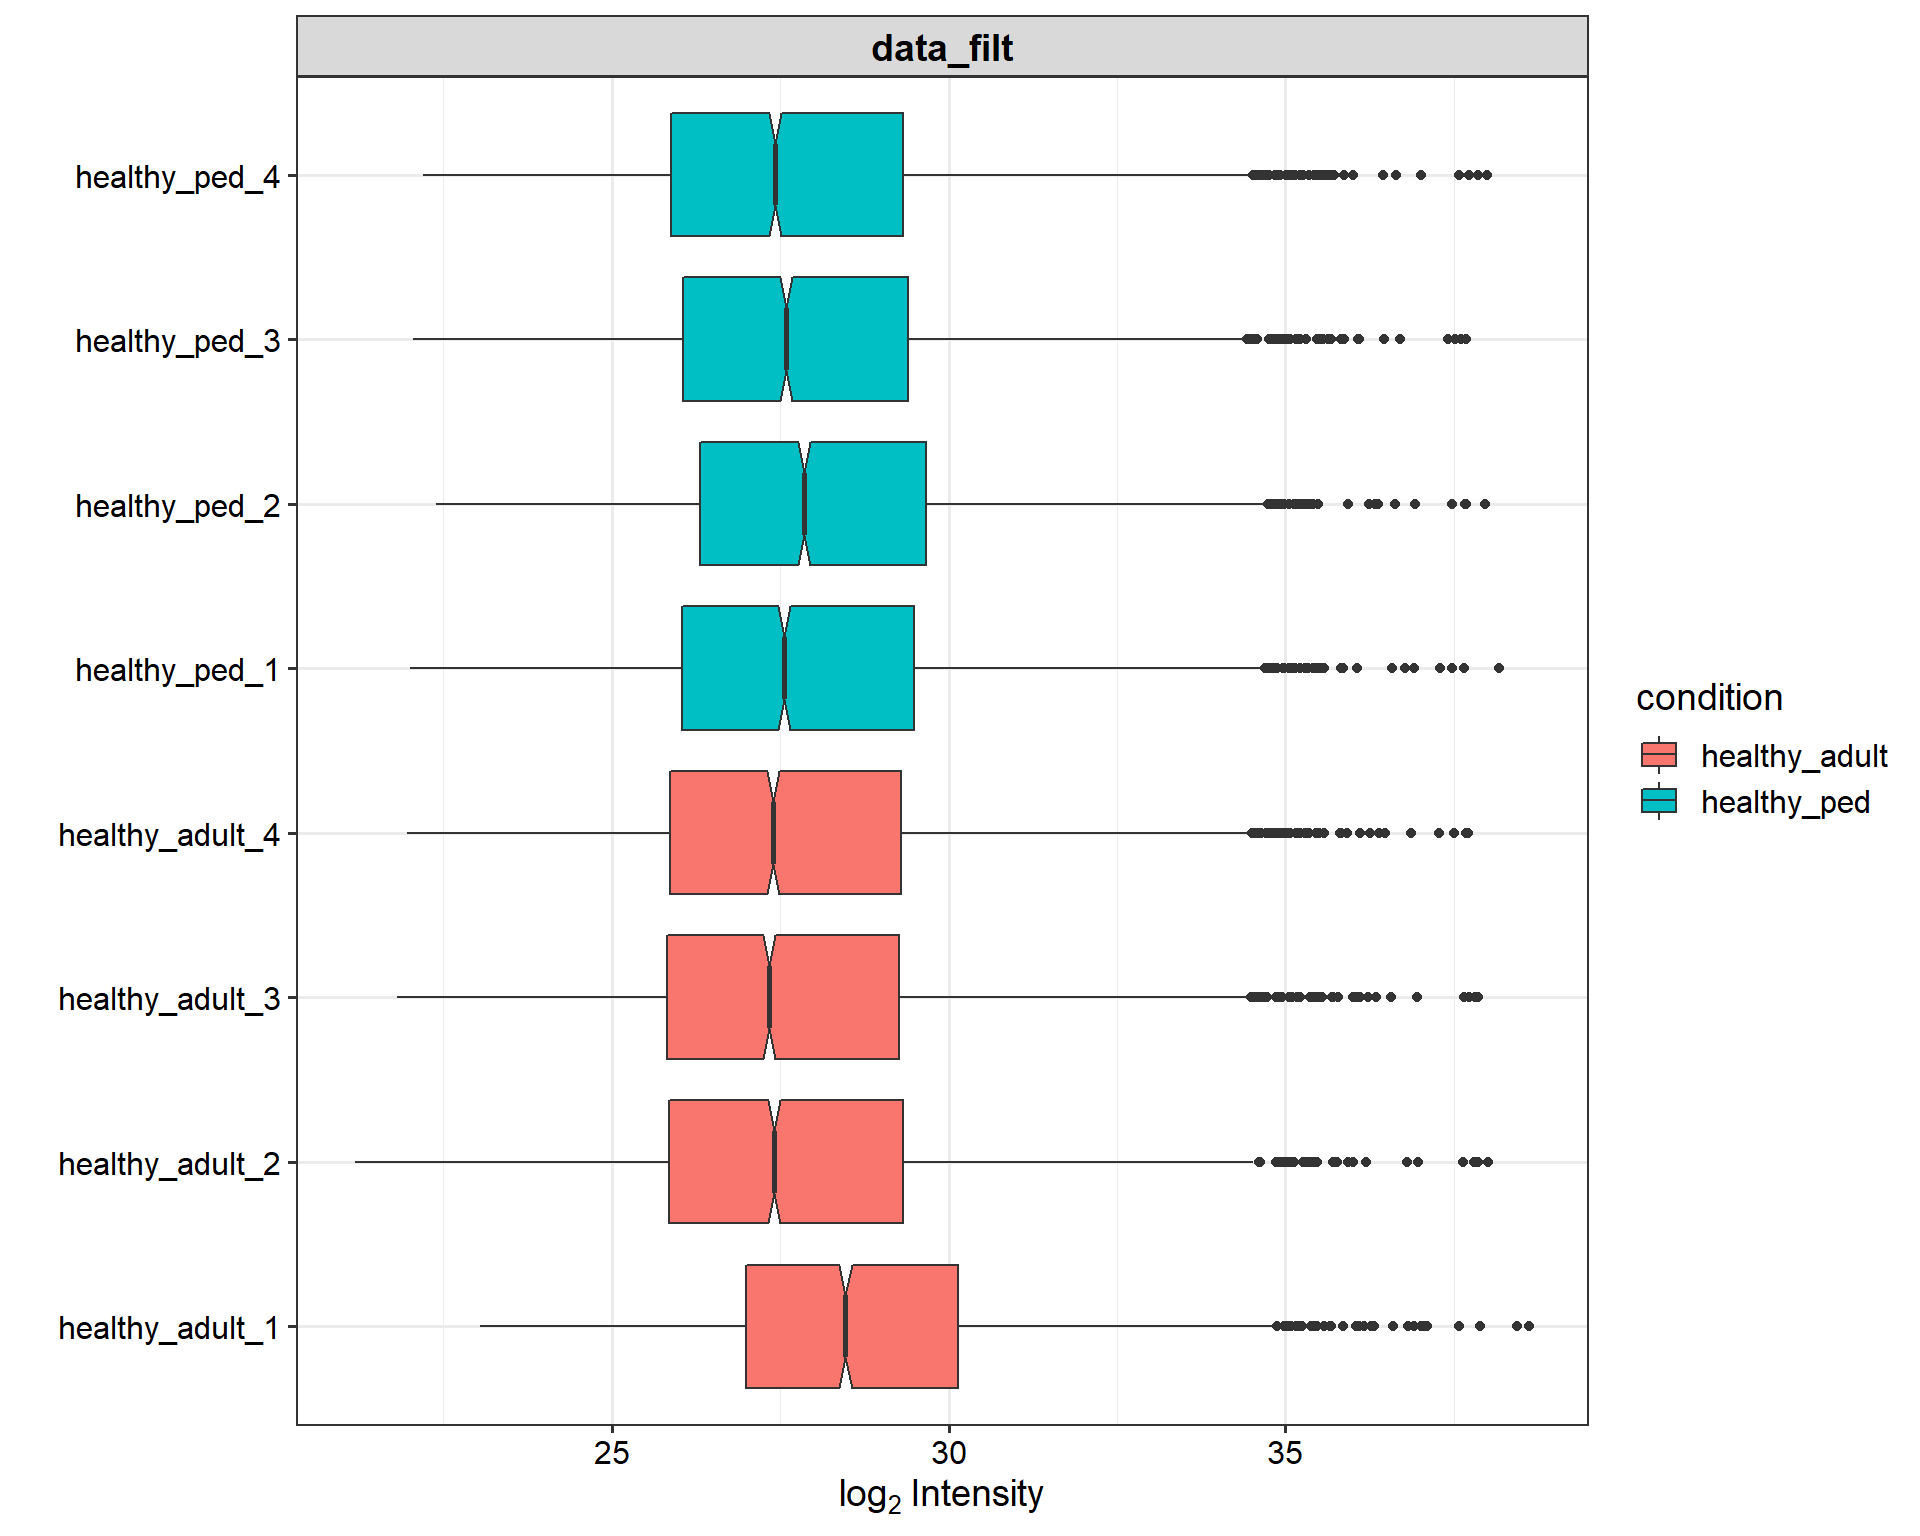 data_filt
healthy_ped_4
healthy_ped_3
healthy_ped_2
healthy_ped_1
healthy_adult_4
healthy_adult_3
healthy_adult_2
healthy_adult_1
25 30 35
log₂ Intensity
condition
healthy_adult
healthy_ped